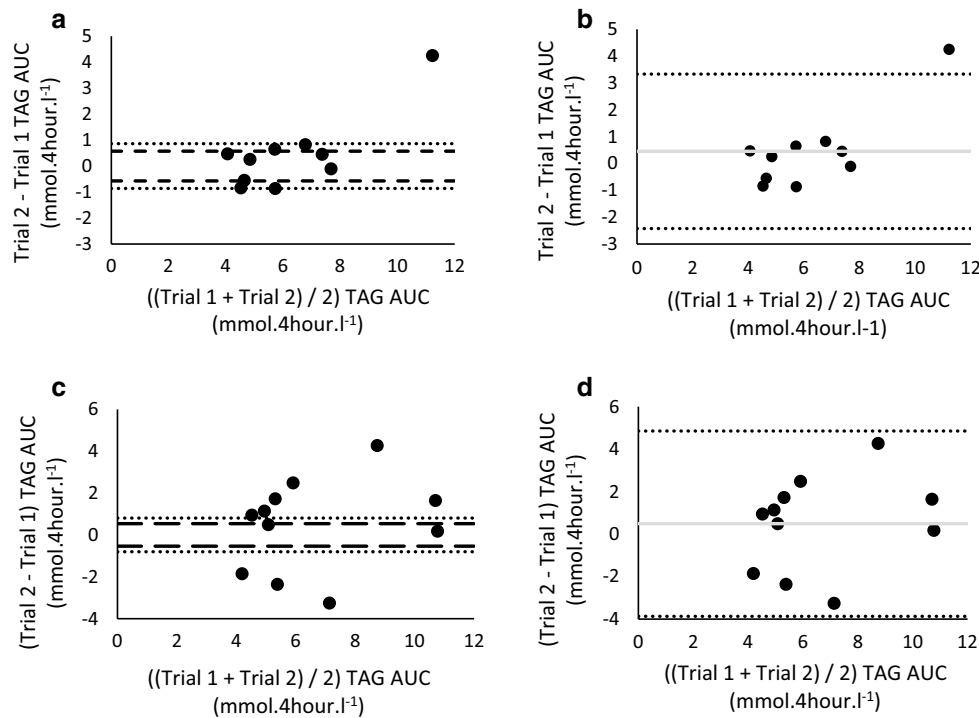 a
Trial 2 - Trial 1 TAG AUC
(mmol.4hour.l⁻¹)
5
4
3
2
1
0
-1
-2
-3
0 2 4 6 8 10 12
((Trial 1 + Trial 2) / 2) TAG AUC
(mmol.4hour.l⁻¹)
b
Trial 2 - Trial 1 TAG AUC
(mmol.4hour.l⁻¹)
5
4
3
2
1
0
-1
-2
-3
0 2 4 6 8 10 12
((Trial 1 + Trial 2) / 2) TAG AUC
(mmol.4hour.l-1)
c
(Trial 2 - Trial 1) TAG AUC
(mmol.4hour.l⁻¹)
6
4
2
0
-2
-4
0 2 4 6 8 10 12
((Trial 1 + Trial 2) / 2) TAG AUC
(mmol.4hour.l⁻¹)
d
(Trial 2 - Trial 1) TAG AUC
(mmol.4hour.l⁻¹)
6
4
2
0
-2
-4
0 2 4 6 8 10 12
((Trial 1 + Trial 2) / 2) TAG AUC
(mmol.4hour.l⁻¹)